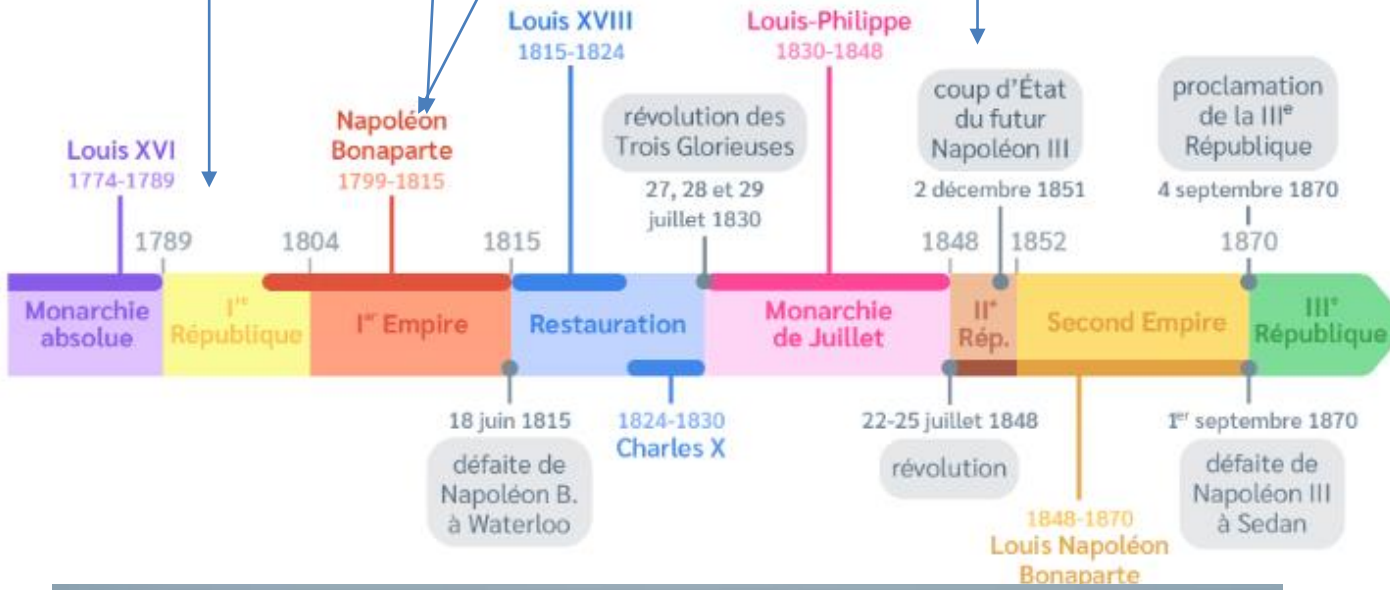 Louis XVI
1774-1789
Napoléon
Bonaparte
1799-1815
Louis XVIII
1815-1824
révolution des
Trois Glorieuses
27, 28 et 29
juillet 1830
Louis-Philippe
1830-1848
coup d'État
du futur
Napoléon III
2 décembre 1851
proclamation
de la IIIᵉ
République
4 septembre 1870
1789
1804
1815
1848
1852
1870
Monarchie
absolue
Iʳᵉ
République
Iᵉʳ Empire
Restauration
Monarchie
de Juillet
IIᵉ
Rép.
Second Empire
IIIᵉ
République
18 juin 1815
défaite de
Napoléon B.
à Waterloo
1824-1830
Charles X
22-25 juillet 1848
révolution
1848-1870
Louis Napoléon
Bonaparte
1ᵉʳ septembre 1870
défaite de
Napoléon III
à Sedan